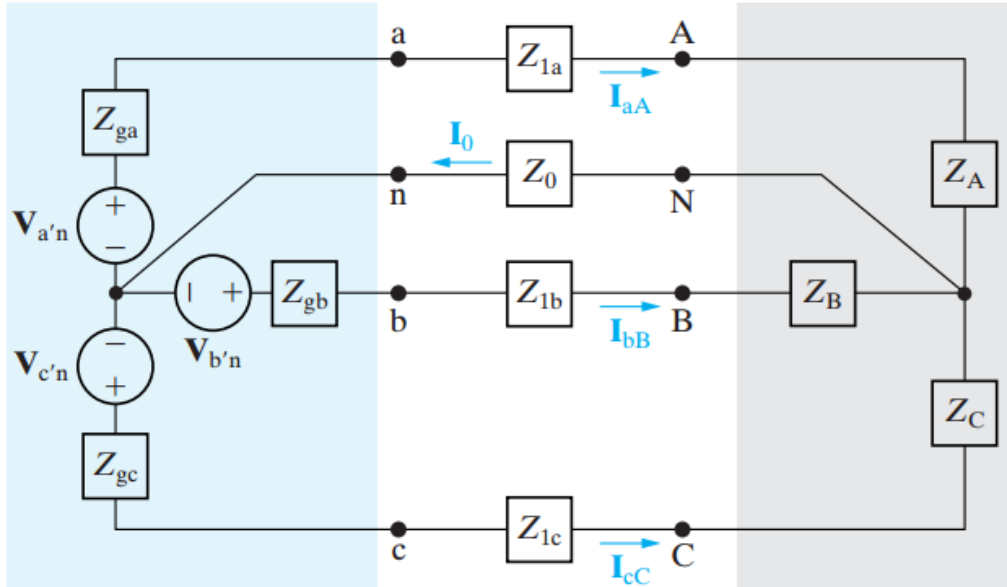 a
Z1a
A
IaA
Zga
I0
n
Z0
N
ZA
+
Va′n
−
−
+
Zgb
b
Z1b
B
IbB
ZB
Vb′n
−
Vc′n
+
Zgc
ZC
c
Z1c
C
IcC